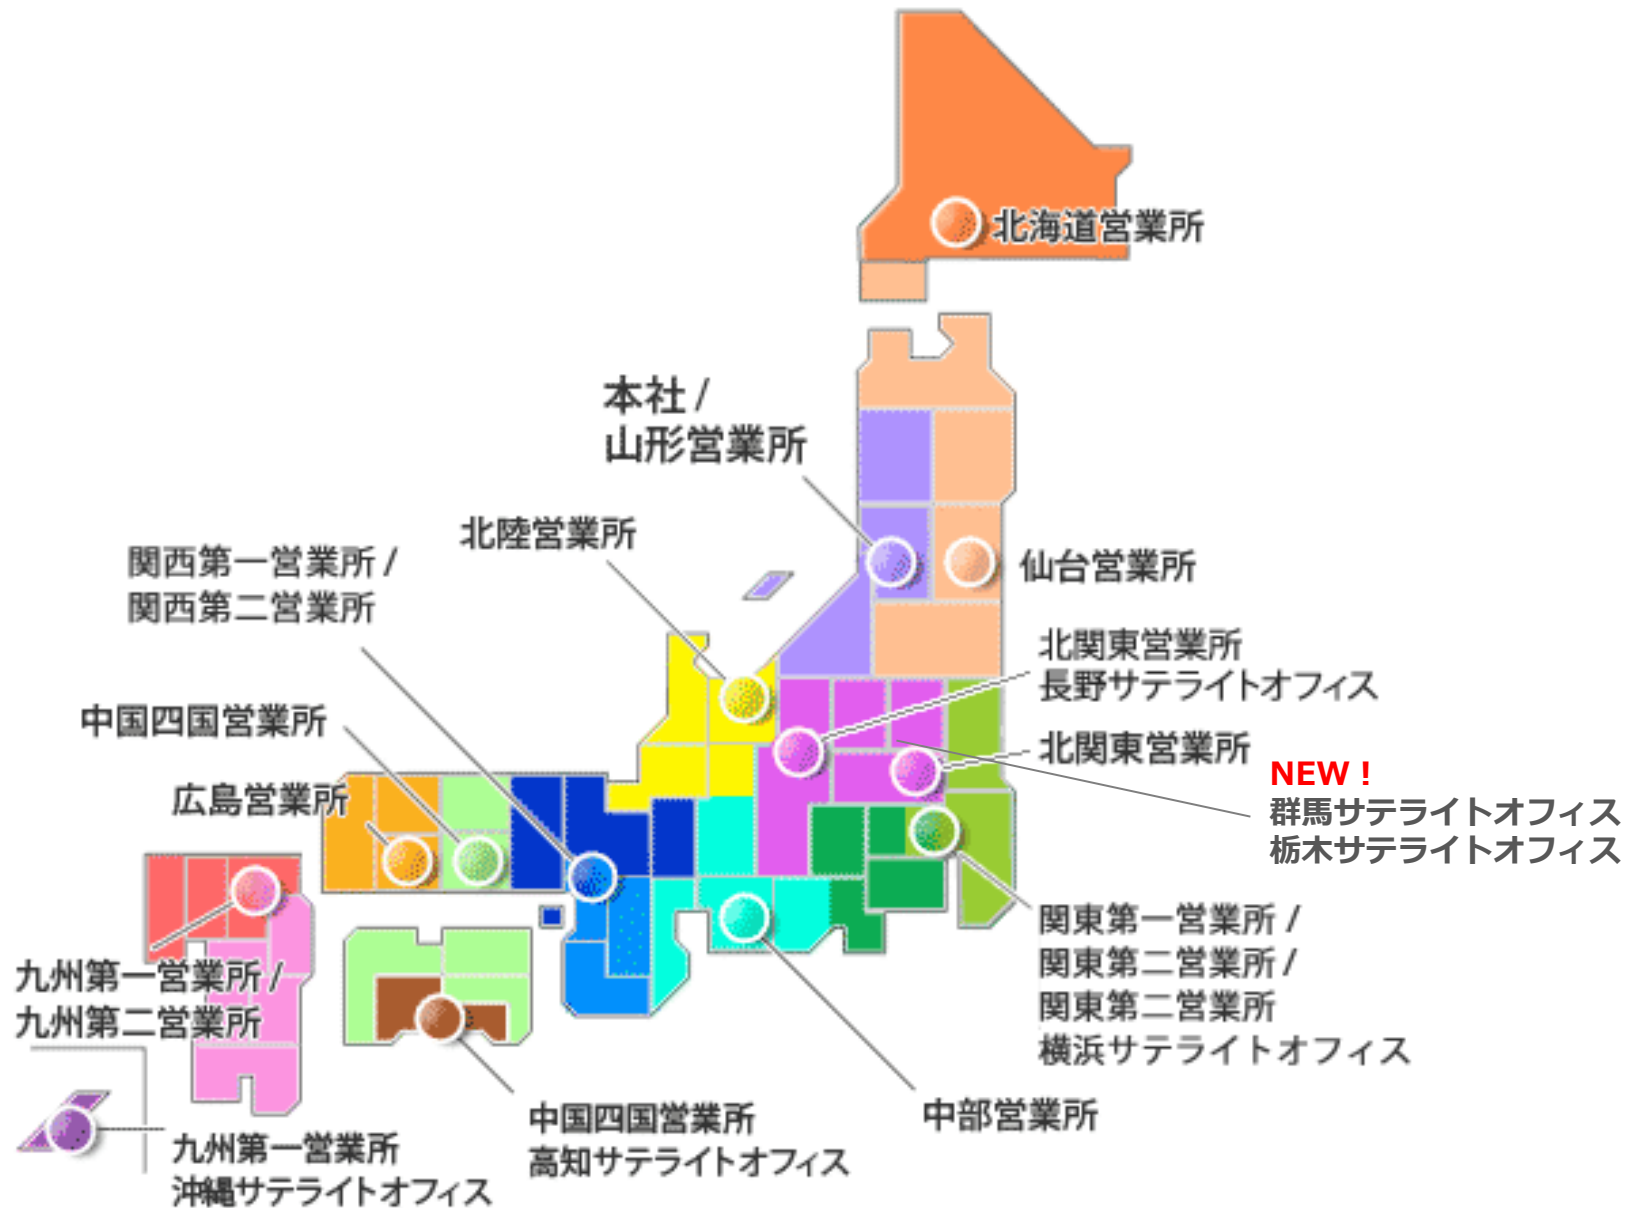 北海道営業所
本社 /
山形営業所
北陸営業所
関西第一営業所 /
関西第二営業所
仙台営業所
北関東営業所
長野サテライトオフィス
中国四国営業所
北関東営業所
NEW！
群馬サテライトオフィス
栃木サテライトオフィス
広島営業所
関東第一営業所 /
関東第二営業所 /
関東第二営業所
横浜サテライトオフィス
九州第一営業所 /
九州第二営業所
中部営業所
中国四国営業所
高知サテライトオフィス
九州第一営業所
沖縄サテライトオフィス